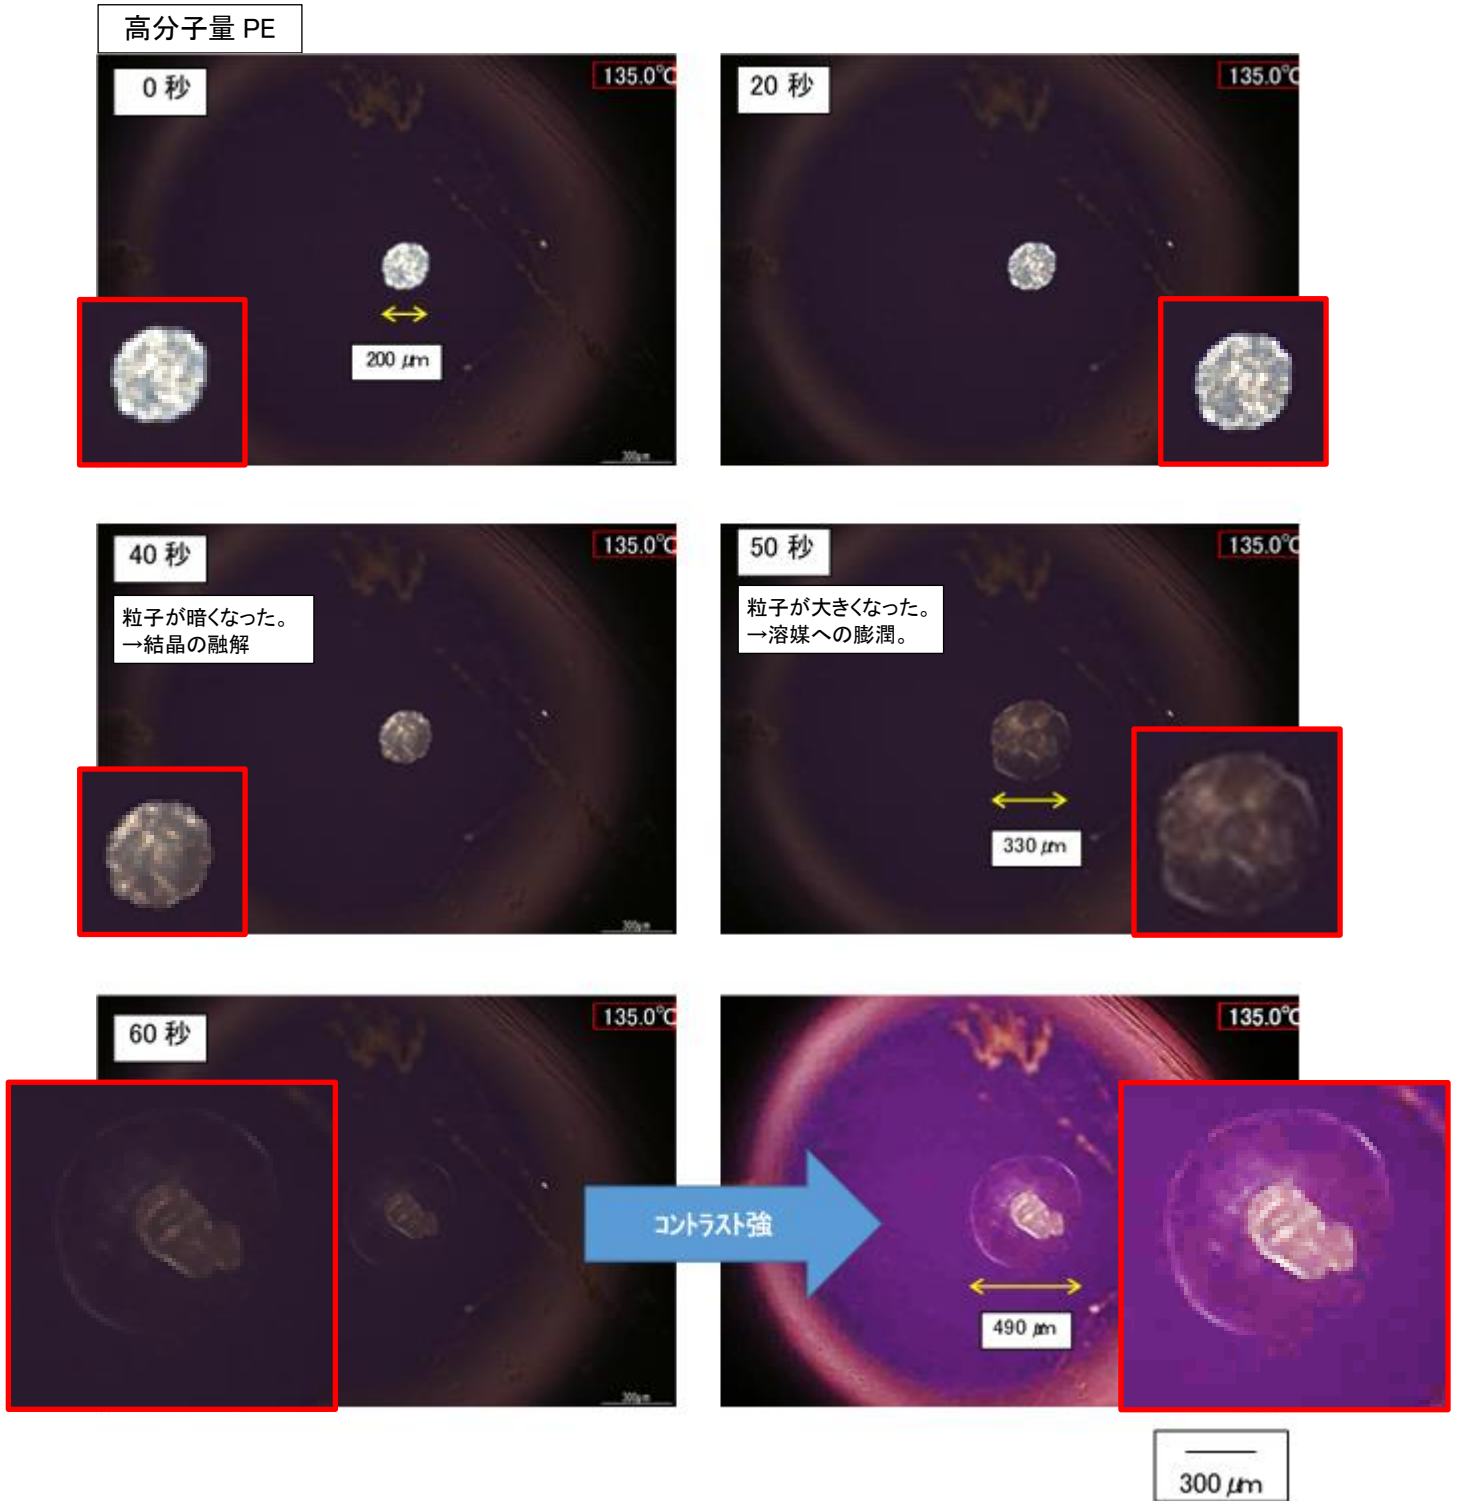 高分子量 PE
0 秒
135.0℃
200 μm
300μm
20 秒
135.0℃
40 秒
135.0℃
粒子が暗くなった。
→結晶の融解
300μm
50 秒
135.0℃
粒子が大きくなった。
→溶媒への膨潤。
330 μm
60 秒
135.0℃
300μm
コントラスト強
135.0℃
490 μm
300 μm